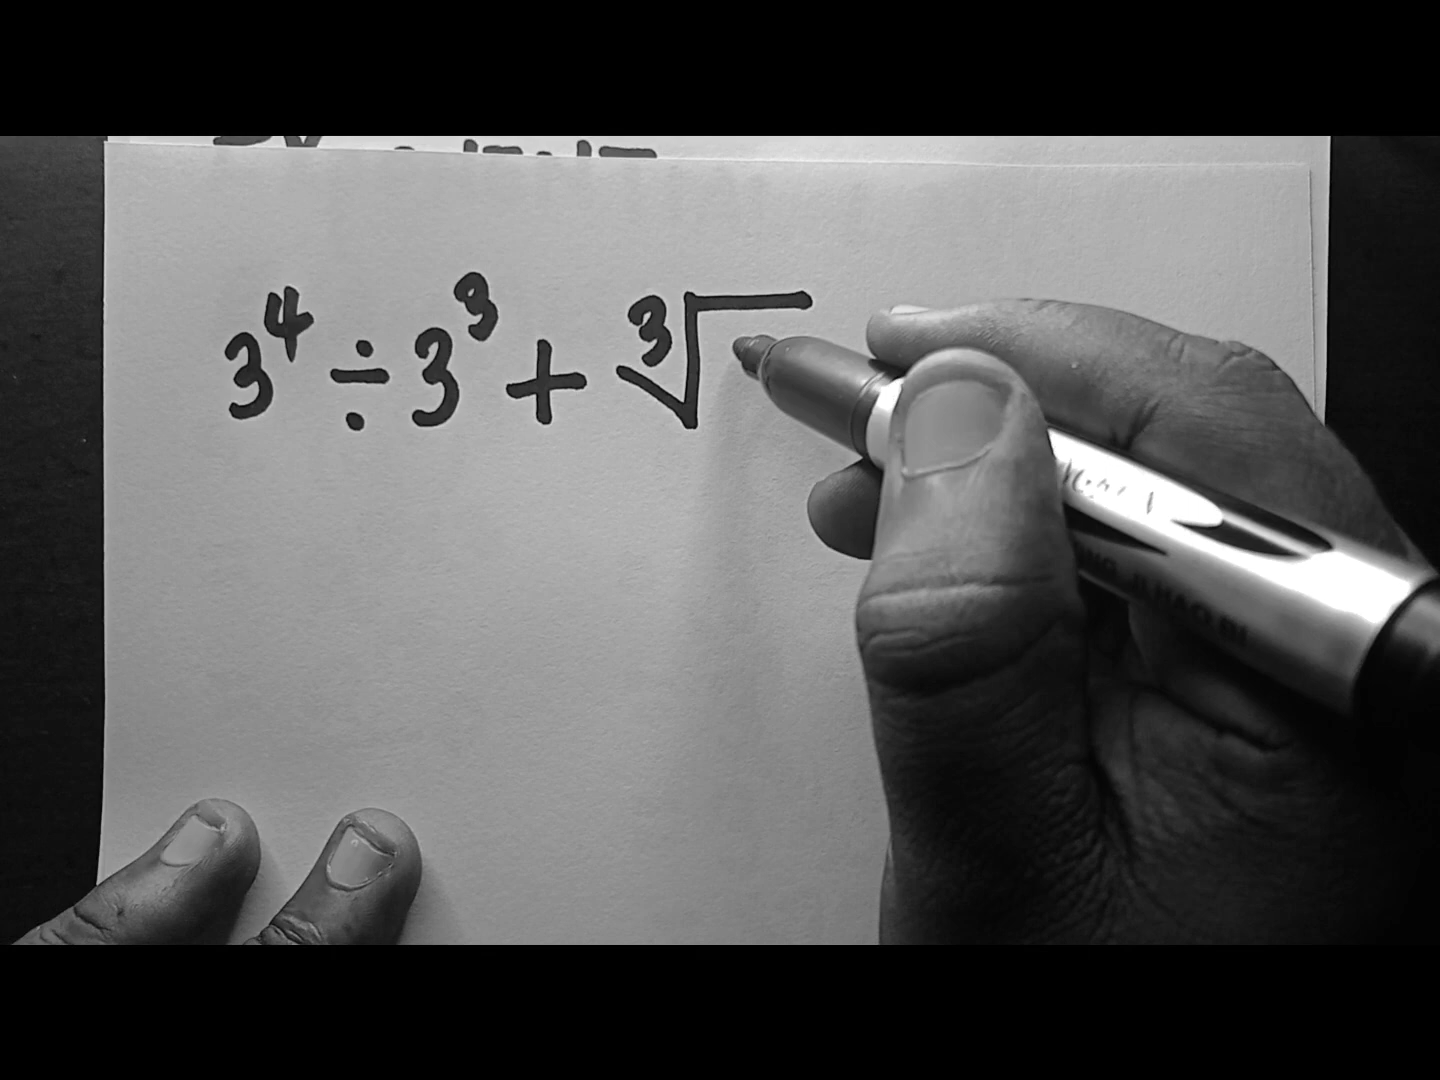 3⁴ ÷ 3³ + ∛